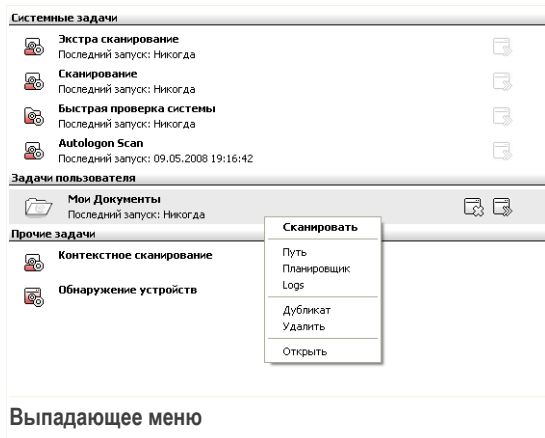 Системные задачи
Экстра сканирование
Последний запуск: Никогда
Сканирование
Последний запуск: Никогда
Быстрая проверка системы
Последний запуск: Никогда
Autologon Scan
Последний запуск: 09.05.2008 19:16:42
Задачи пользователя
Мои Документы
Последний запуск: Никогда
Прочие задачи
Контекстное сканирование
Обнаружение устройств
Сканировать
Путь
Планировщик
Logs
Дубликат
Удалить
Открыть
Выпадающее меню